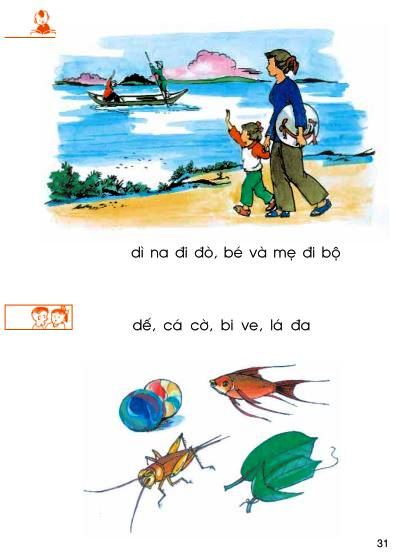 dì na đi đò, bé và mẹ đi bộ
dế, cá cờ, bi ve, lá đa
31